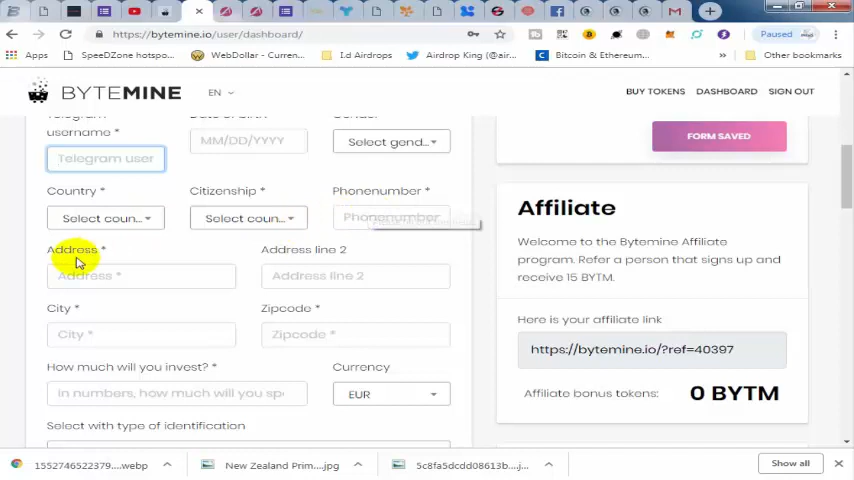 https://bytemine.io/user/dashboard/
Paused
Apps
SpeeDZone hotspo...
WebDollar - Curren...
I.d Airdrops
Airdrop King (@air...
Bitcoin & Ethereum...
»
Other bookmarks
BYTEMINE
EN
BUY TOKENS
DASHBOARD
SIGN OUT
username *
MM/DD/YYYY
Select gend...
Telegram user
FORM SAVED
Country *
Citizenship *
Phonenumber *
Select coun...
Select coun...
Phonenumber
Address *
Address line 2
Address *
Address line 2
City *
Zipcode *
City *
Zipcode *
How much will you invest? *
Currency
In numbers, how much will you spe
EUR
Select with type of identification
Affiliate
Welcome to the Bytemine Affiliate
program. Refer a person that signs up and
receive 15 BYTM.
Here is your affiliate link
https://bytemine.io/?ref=40397
Affiliate bonus tokens:
0 BYTM
1552746522379....webp
New Zealand Prim....jpg
5c8fa5dcdd08613b....j...
Show all